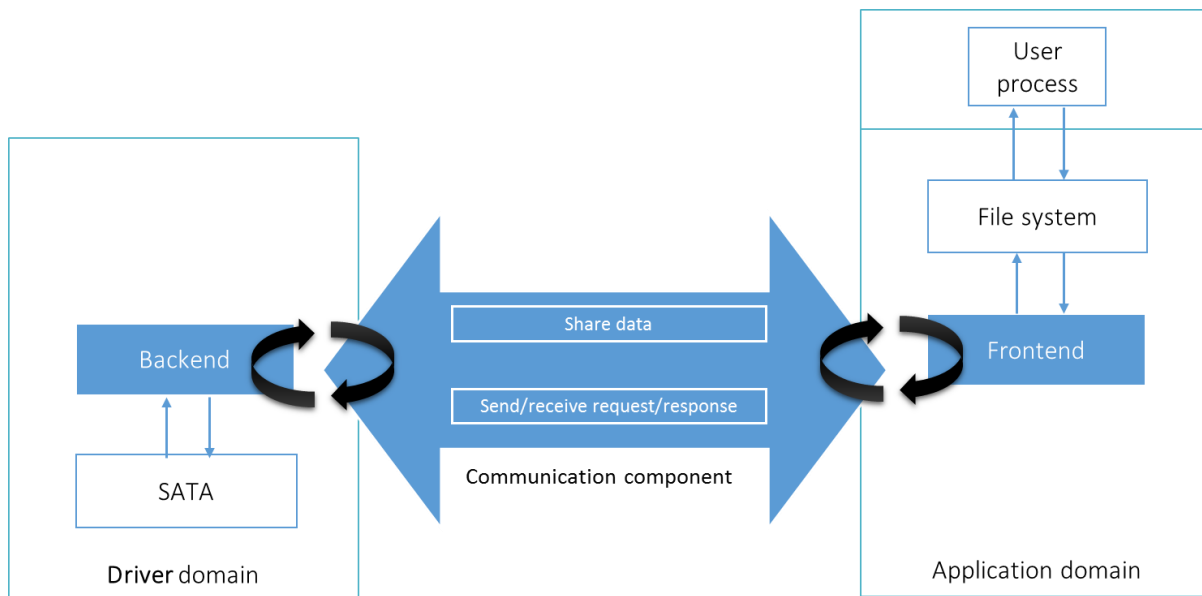 User
process
File system
Share data
Backend
Frontend
Send/receive request/response
Communication component
SATA
Driver domain
Application domain